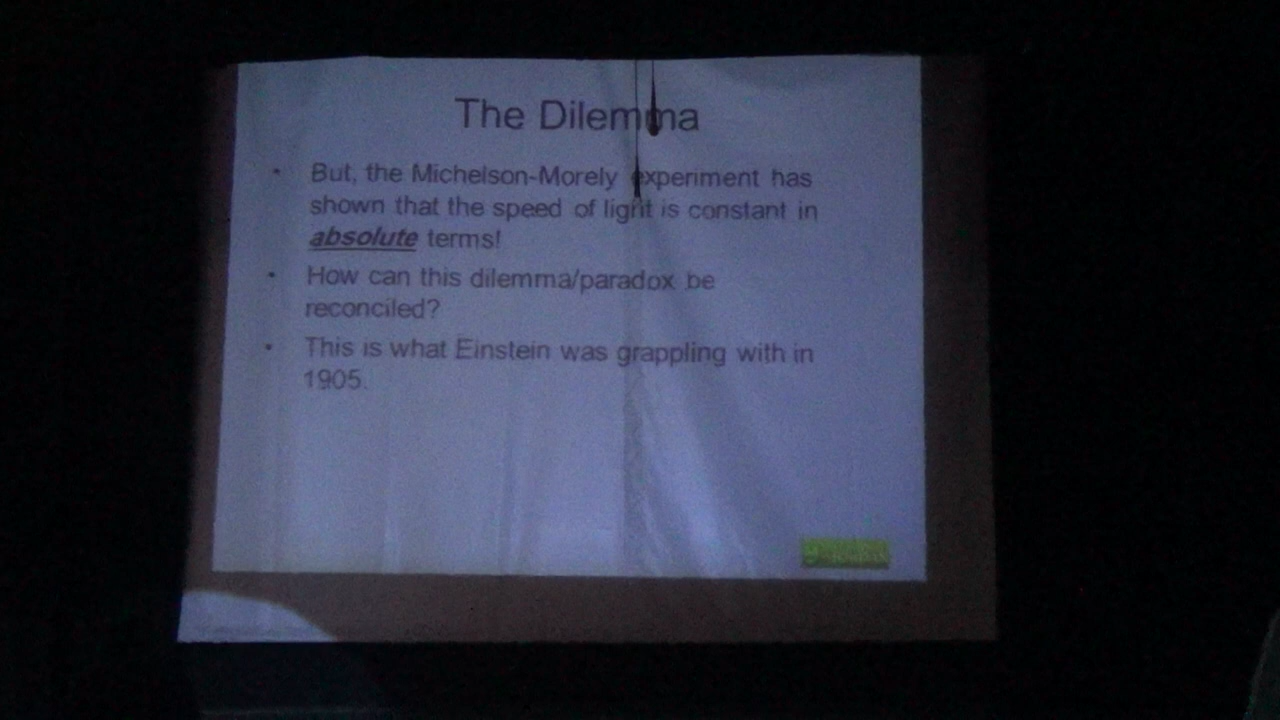 The Dilemma
• But, the Michelson-Morely experiment has
shown that the speed of light is constant in
absolute terms!
• How can this dilemma/paradox be
reconciled?
• This is what Einstein was grappling with in
1905.